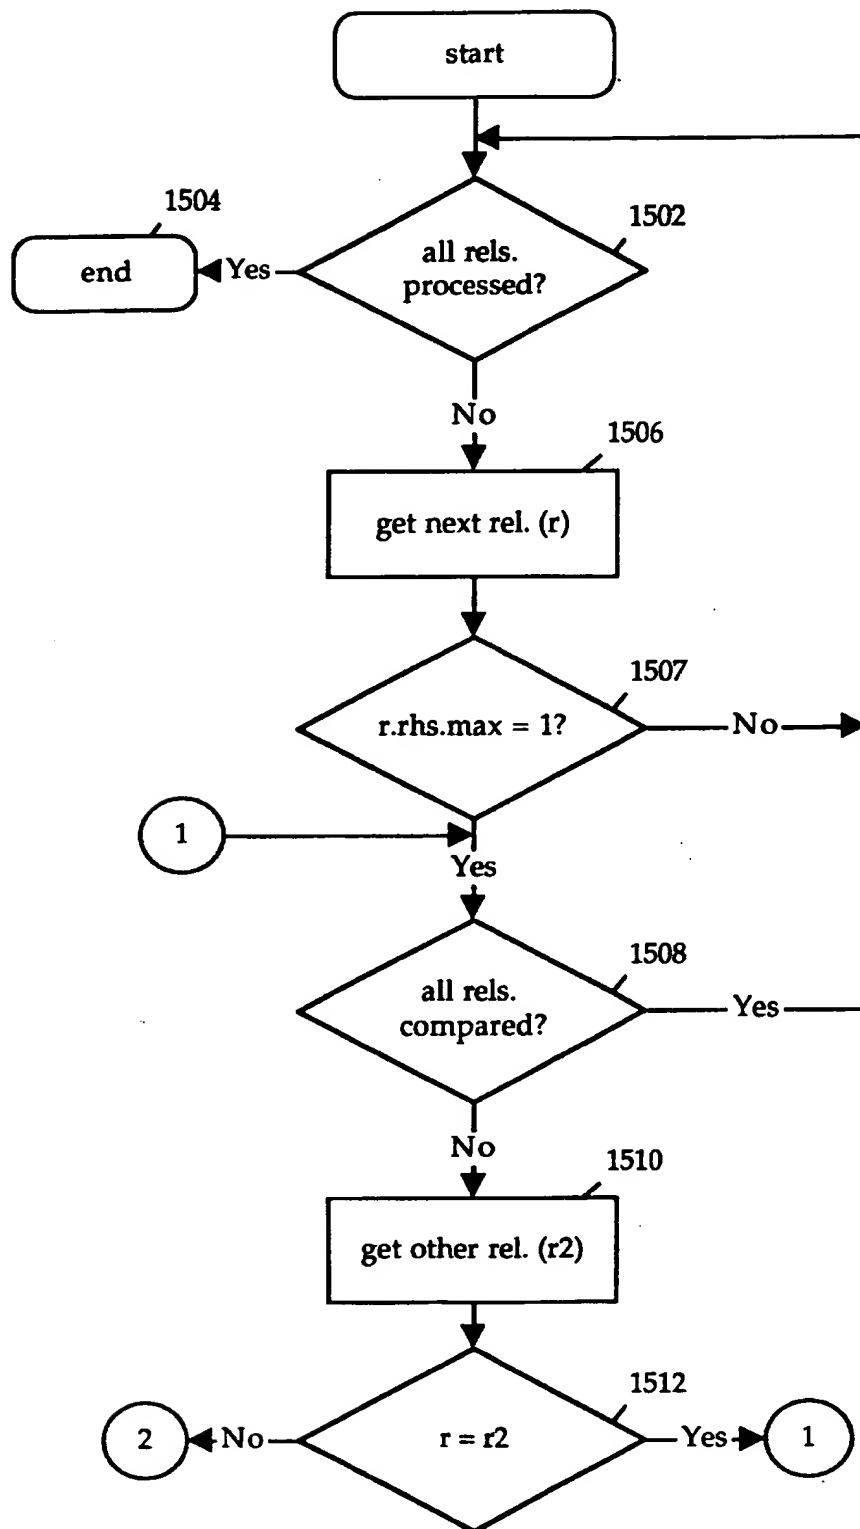 start
1504
1502
end
Yes
all rels.
processed?
No
1506
get next rel. (r)
1507
r.rhs.max = 1?
No
1
Yes
1508
all rels.
compared?
Yes
No
1510
get other rel. (r2)
1512
2
No
r = r2
Yes
1